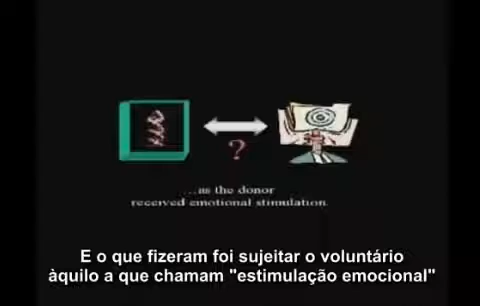 ?
...as the donor
received emotional stimulation.
E o que fizeram foi sujeitar o voluntário
àquilo a que chamam "estimulação emocional"